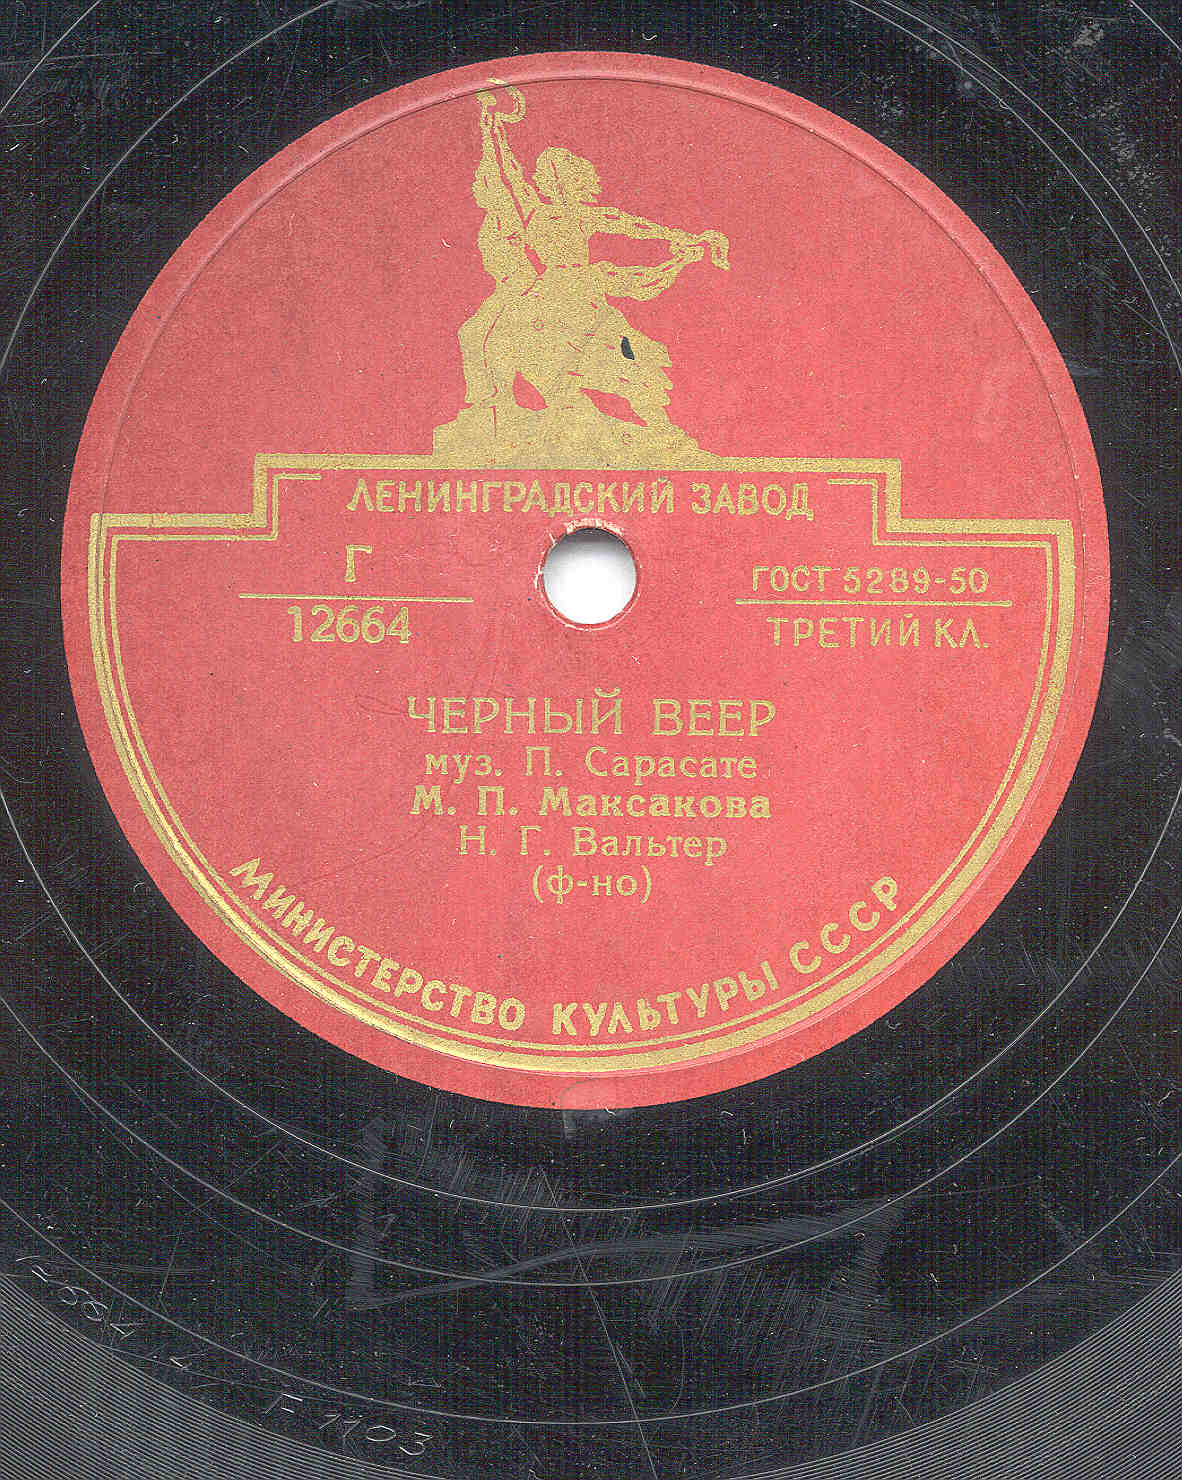 ЛЕНИНГРАДСКИЙ ЗАВОД
Г
12664
ГОСТ 5289-50
ТРЕТИЙ КЛ.
ЧЕРНЫЙ ВЕЕР
муз. П. Сарасате
М. П. Максакова
Н. Г. Вальтер
(ф-но)
МИНИСТЕРСТВО КУЛЬТУРЫ СССР